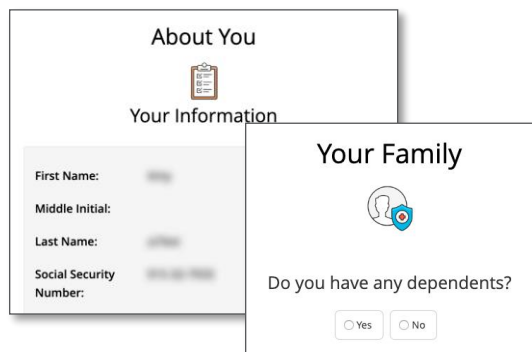 About You
Your Information
First Name:
Middle Initial:
Last Name:
Social Security
Number:
Your Family
Do you have any dependents?
Yes
No